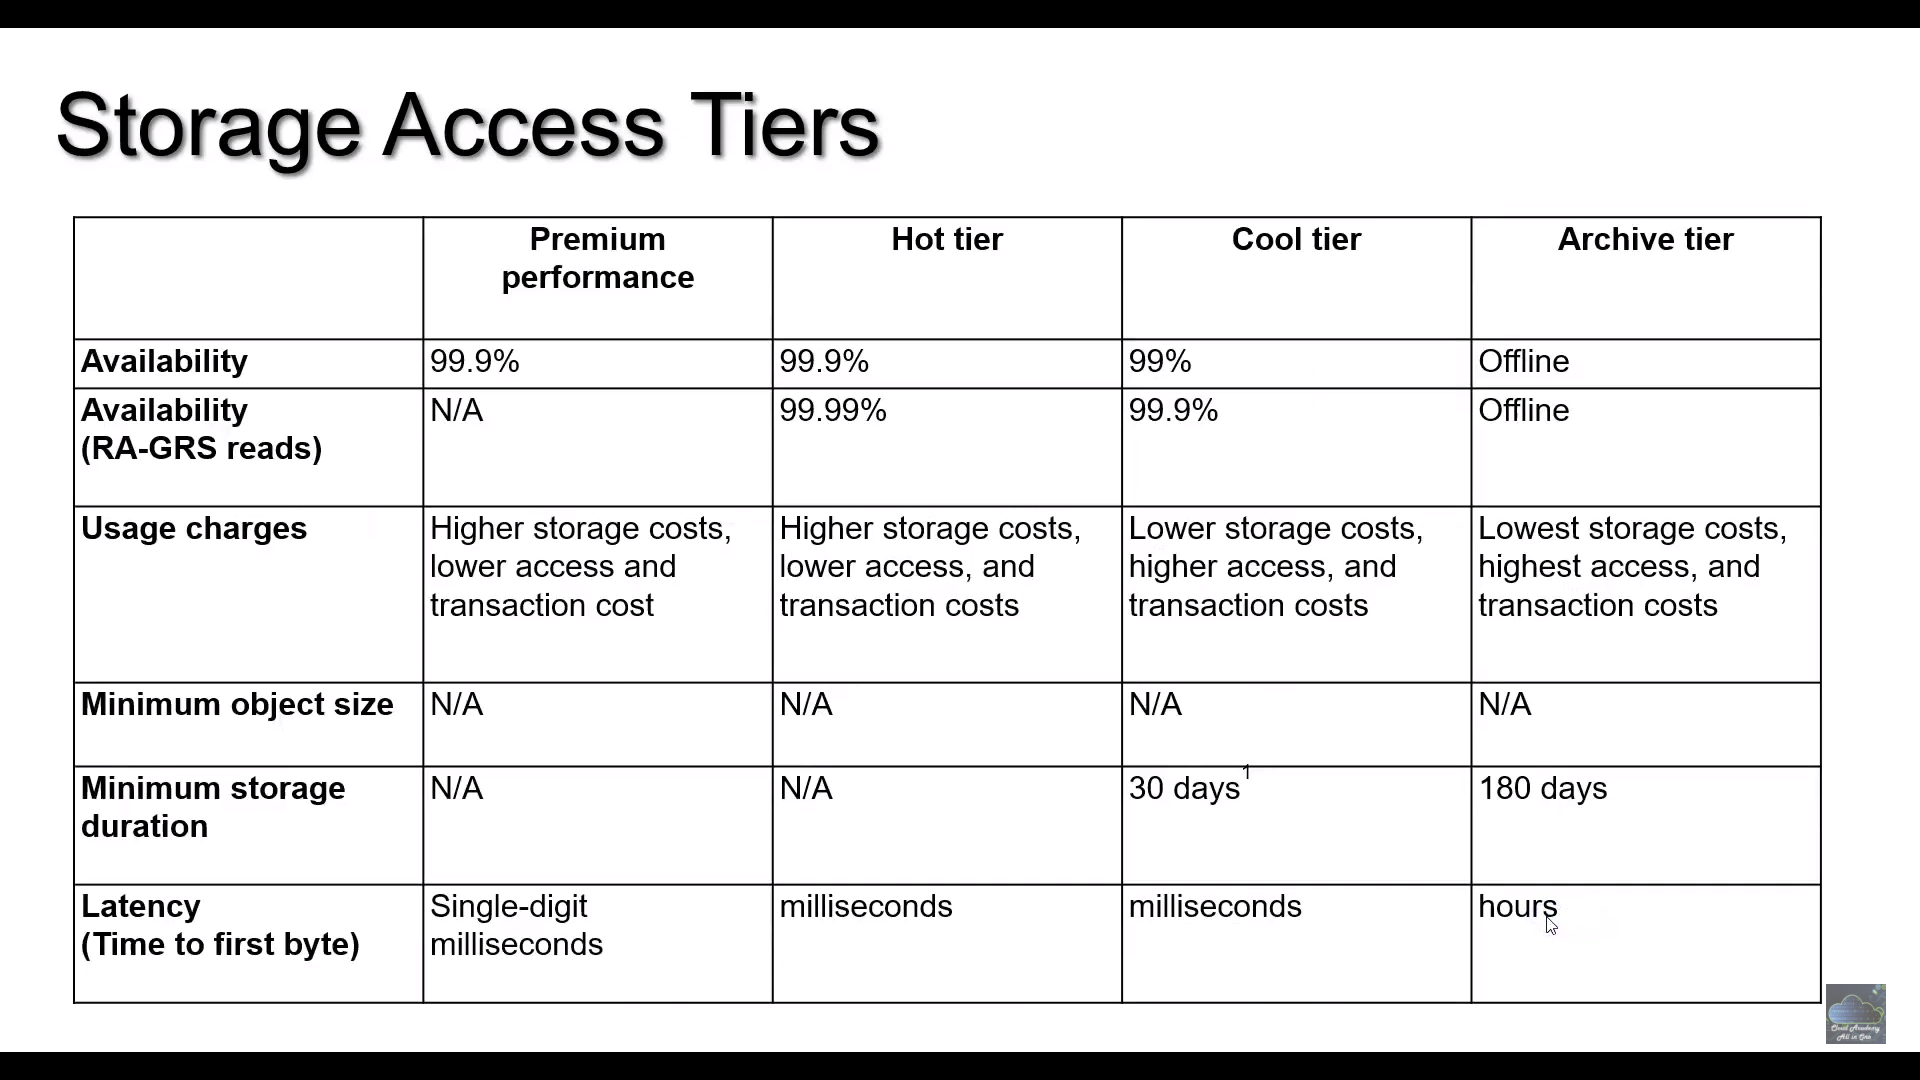 Storage Access Tiers
Premium
performance
Hot tier
Cool tier
Archive tier
Availability
99.9%
99.9%
99%
Offline
Availability
(RA-GRS reads)
N/A
99.99%
99.9%
Offline
Usage charges
Higher storage costs,
lower access and
transaction cost
Higher storage costs,
lower access, and
transaction costs
Lower storage costs,
higher access, and
transaction costs
Lowest storage costs,
highest access, and
transaction costs
Minimum object size
N/A
N/A
N/A
N/A
Minimum storage
duration
N/A
N/A
30 days1
180 days
Latency
(Time to first byte)
Single-digit
milliseconds
milliseconds
milliseconds
hours
Academy
All in One